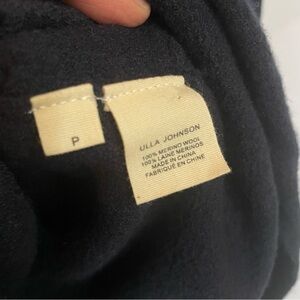 P
ULLA JOHNSON
100% MERINO WOOL
100% LAINE MERINOS
MADE IN CHINA
FABRIQUÉ EN CHINE